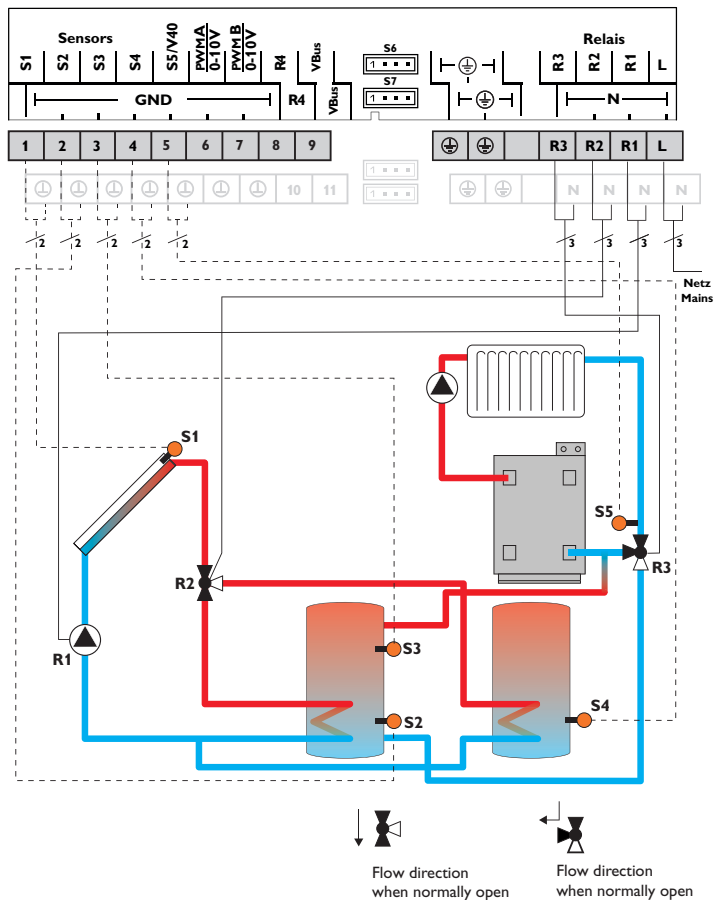 Sensors
Relais
S1 S2 S3 S4 S5/V40 PWMA 0-10V PWM B 0-10V R4 VBus
S6
S7
R3 R2 R1 L
GND
R4 VBus
N
1 2 3 4 5 6 7 8 9
R3 R2 R1 L
10 11
N N N N
2 2 2 2 2
3 3 3 3
Netz
Mains
S1
S5
R2
R3
S3
R1
S2
S4
Flow direction
when normally open
Flow direction
when normally open